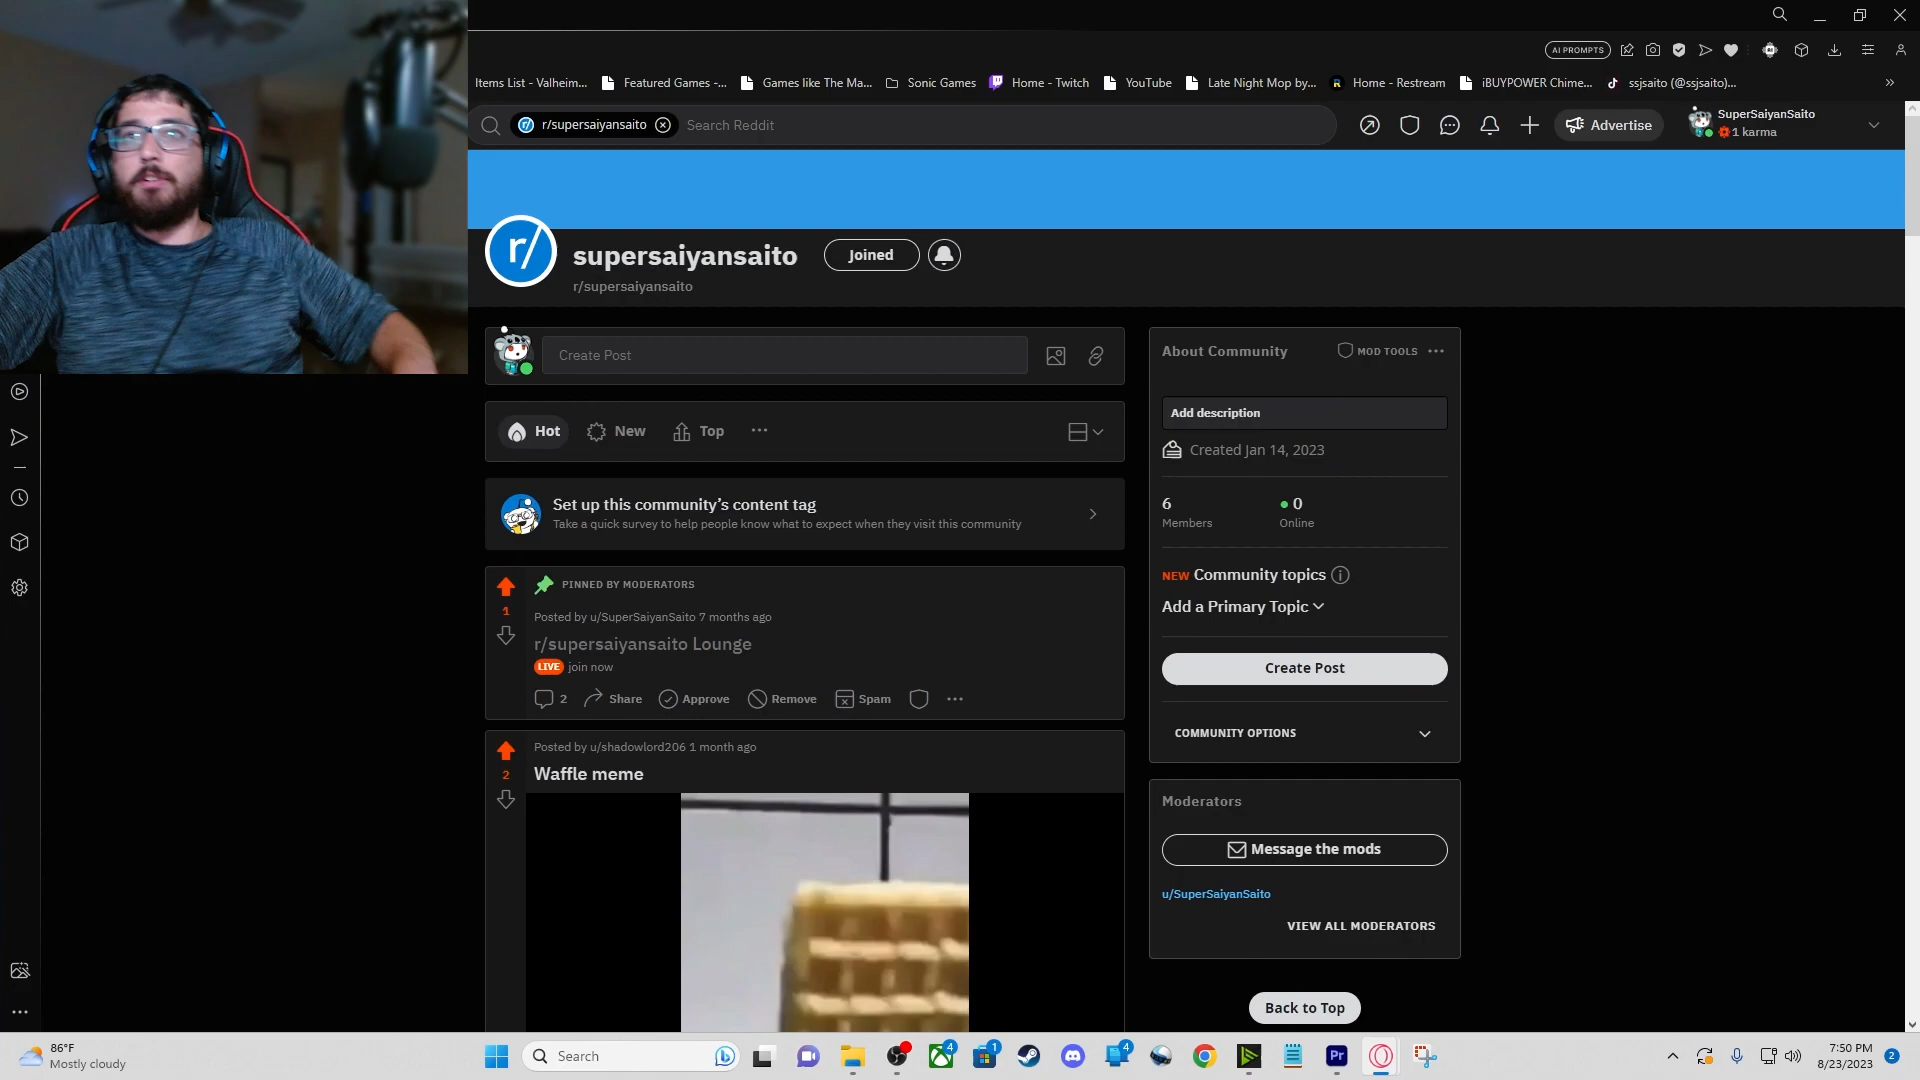 AI PROMPTS
Items List - Valheim...
Featured Games -...
Games like The Ma...
Sonic Games
Home - Twitch
YouTube
Late Night Mop by...
Home - Restream
iBUYPOWER Chime...
ssjsaito (@ssjsaito)...
r/supersaiyansaito
Search Reddit
Advertise
SuperSaiyanSaito
1 karma
r/
supersaiyansaito
Joined
r/supersaiyansaito
Create Post
Hot
New
Top
Set up this community’s content tag
Take a quick survey to help people know what to expect when they visit this community
PINNED BY MODERATORS
1
Posted by u/SuperSaiyanSaito 7 months ago
r/supersaiyansaito Lounge
LIVE join now
2 Share Approve Remove Spam
Posted by u/shadowlord206 1 month ago
2
Waffle meme
About Community
MOD TOOLS
Add description
Created Jan 14, 2023
6
0
Members
Online
NEW Community topics
Add a Primary Topic
Create Post
COMMUNITY OPTIONS
Moderators
Message the mods
u/SuperSaiyanSaito
VIEW ALL MODERATORS
Back to Top
86°F
Mostly cloudy
Search
4
1
4
Pr
7:50 PM
8/23/2023
2